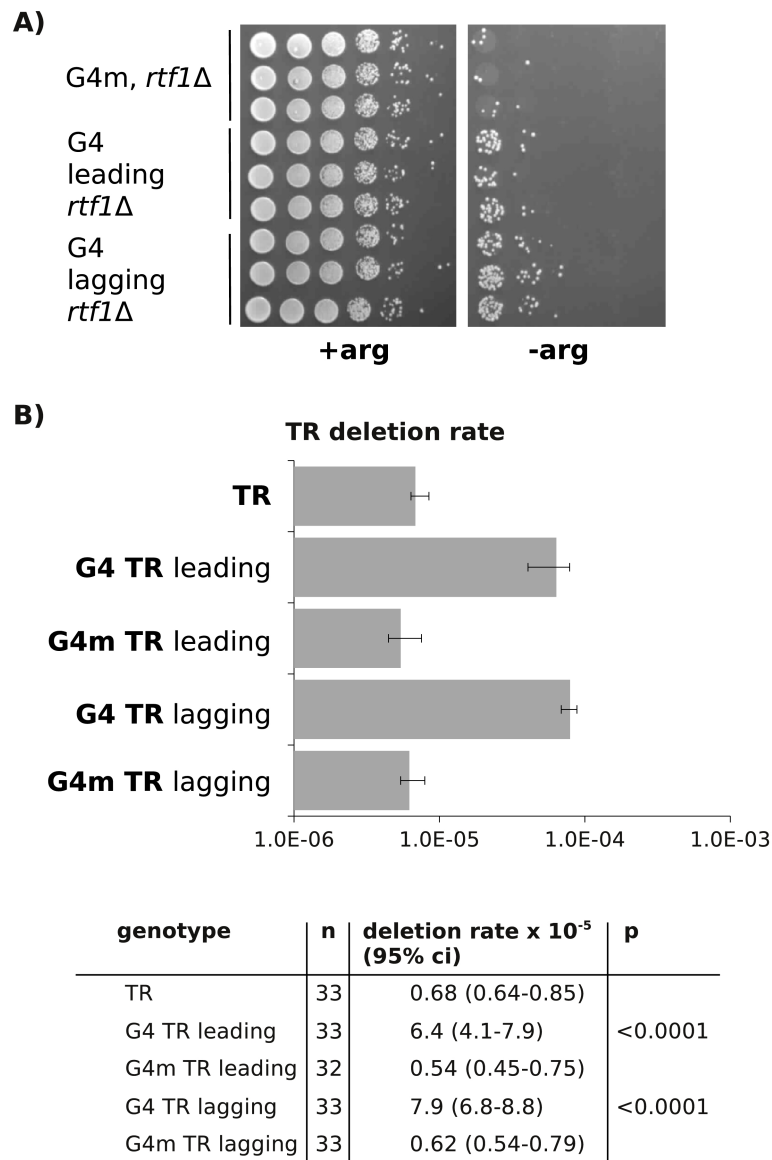 A)
G4m, rtf1Δ
G4
leading
rtf1Δ
G4
lagging
rtf1Δ
+arg
-arg
B)
TR deletion rate
TR
G4 TR leading
G4m TR leading
G4 TR lagging
G4m TR lagging
1.0E-06 1.0E-05 1.0E-04 1.0E-03
genotype n deletion rate x 10-5 p
(95% ci)
TR 33 0.68 (0.64-0.85)
G4 TR leading 33 6.4 (4.1-7.9) <0.0001
G4m TR leading 32 0.54 (0.45-0.75)
G4 TR lagging 33 7.9 (6.8-8.8) <0.0001
G4m TR lagging 33 0.62 (0.54-0.79)